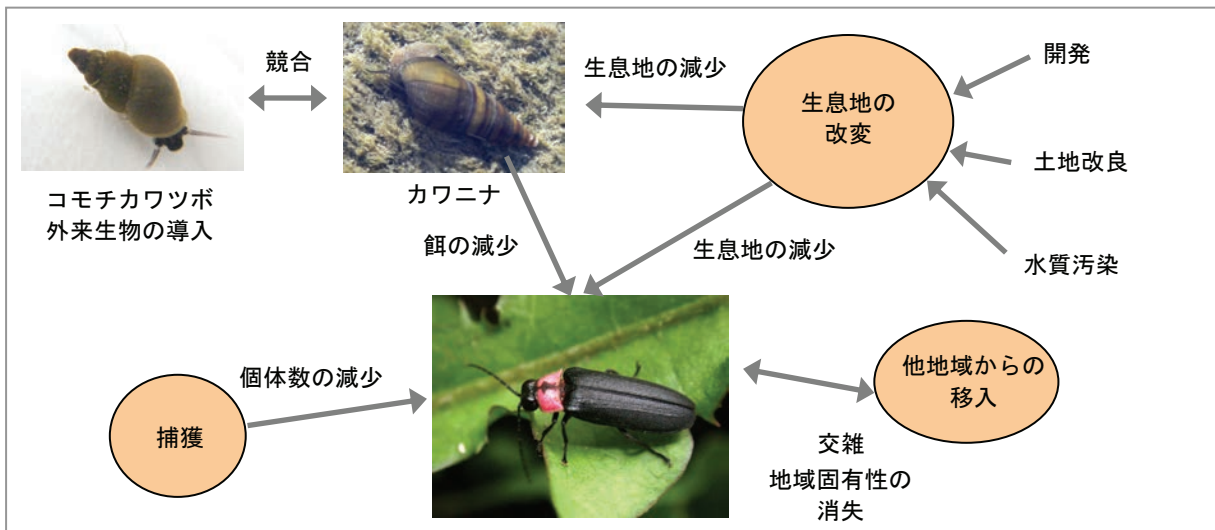 競合
生息地の減少
開発
生息地の
改変
土地改良
コモチカワツボ
外来生物の導入
カワニナ
餌の減少
生息地の減少
水質汚染
個体数の減少
捕獲
他地域からの
移入
交雑
地域固有性の
消失